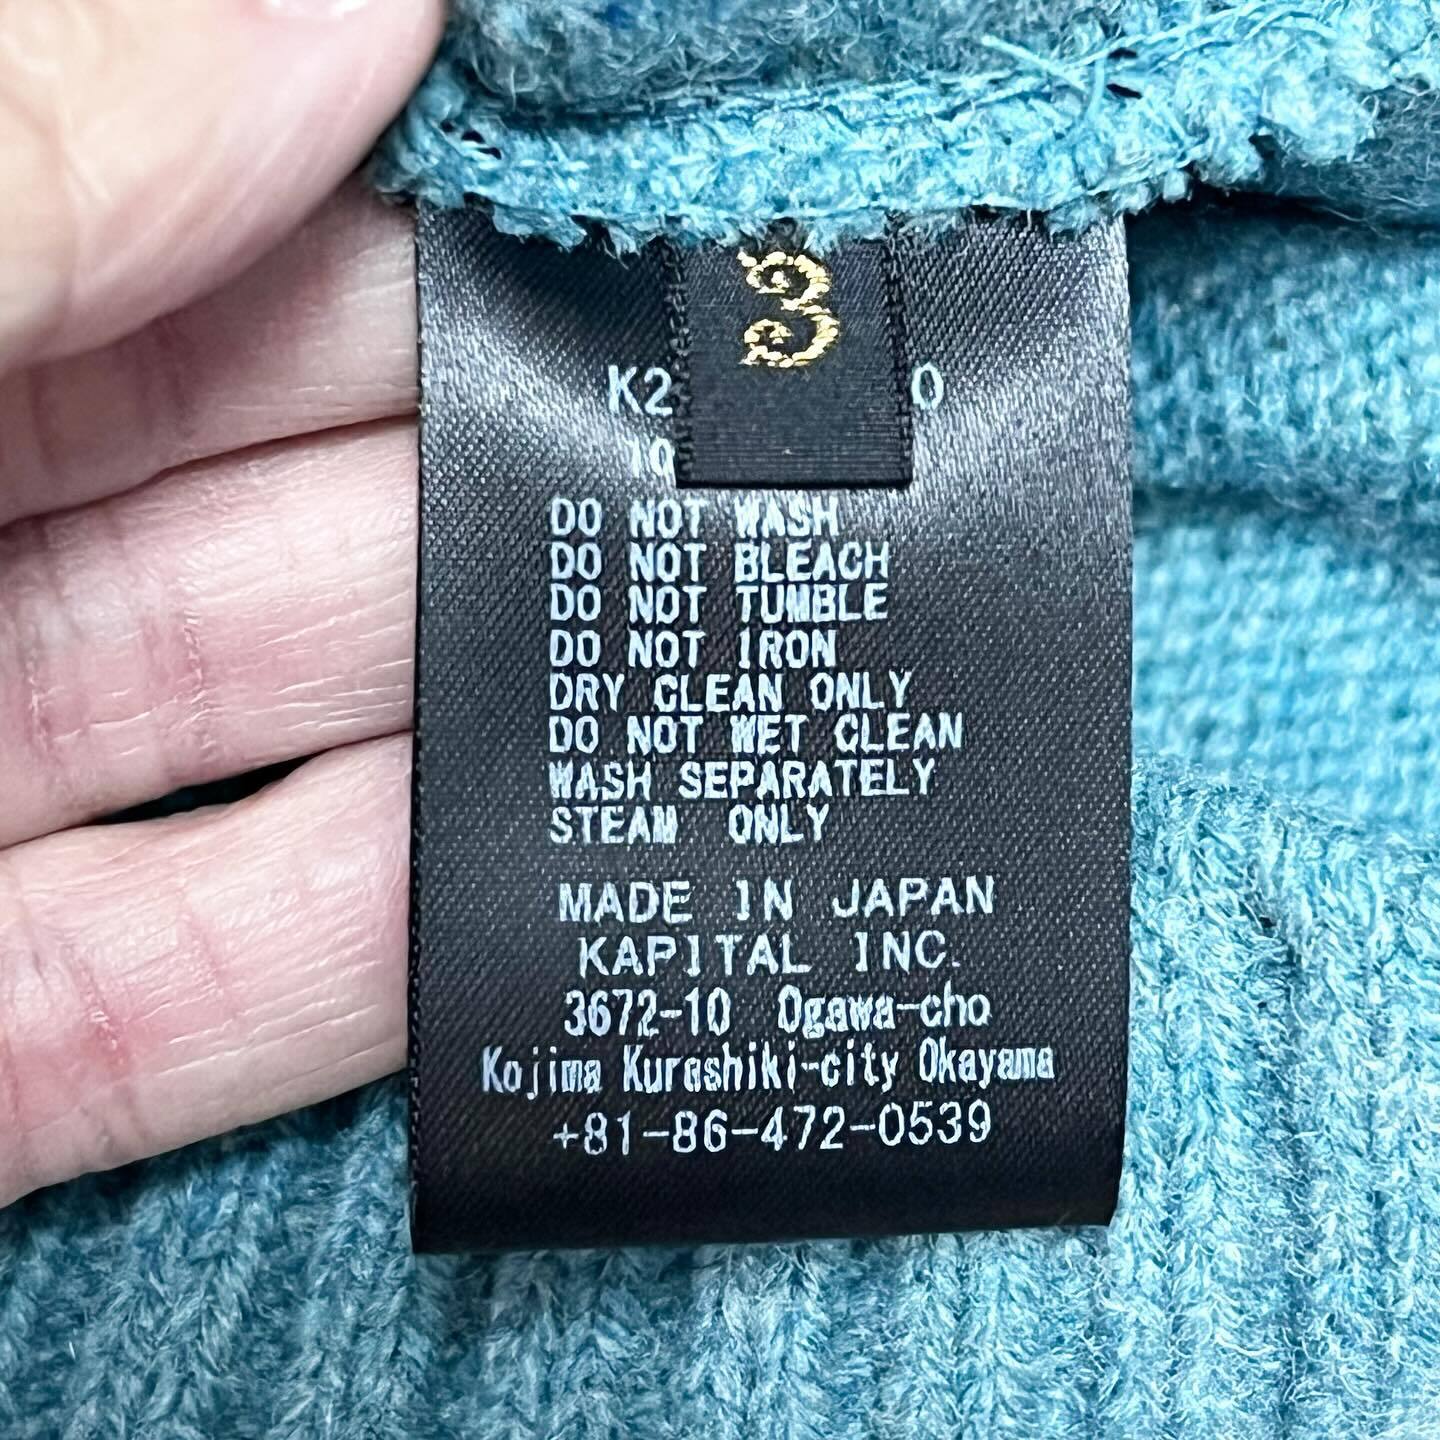 3
K2 0
10
DO NOT WASH
DO NOT BLEACH
DO NOT TUMBLE
DO NOT IRON
DRY CLEAN ONLY
DO NOT WET CLEAN
WASH SEPARATELY
STEAM ONLY
MADE IN JAPAN
KAPITAL INC.
3672-10 Ogawa-cho
Kojima Kurashiki-city Okayama
+81-86-472-0539